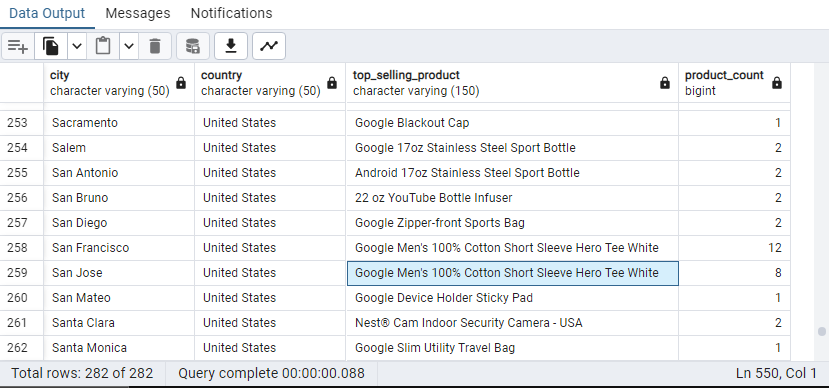 Data Output Messages Notifications
city country top_selling_product product_count
character varying (50) character varying (50) character varying (150) bigint
253 Sacramento United States Google Blackout Cap 1
254 Salem United States Google 17oz Stainless Steel Sport Bottle 2
255 San Antonio United States Android 17oz Stainless Steel Sport Bottle 2
256 San Bruno United States 22 oz YouTube Bottle Infuser 2
257 San Diego United States Google Zipper-front Sports Bag 2
258 San Francisco United States Google Men's 100% Cotton Short Sleeve Hero Tee White 12
259 San Jose United States Google Men's 100% Cotton Short Sleeve Hero Tee White 8
260 San Mateo United States Google Device Holder Sticky Pad 1
261 Santa Clara United States Nest® Cam Indoor Security Camera - USA 2
262 Santa Monica United States Google Slim Utility Travel Bag 1
Total rows: 282 of 282 Query complete 00:00:00.088 Ln 550, Col 1